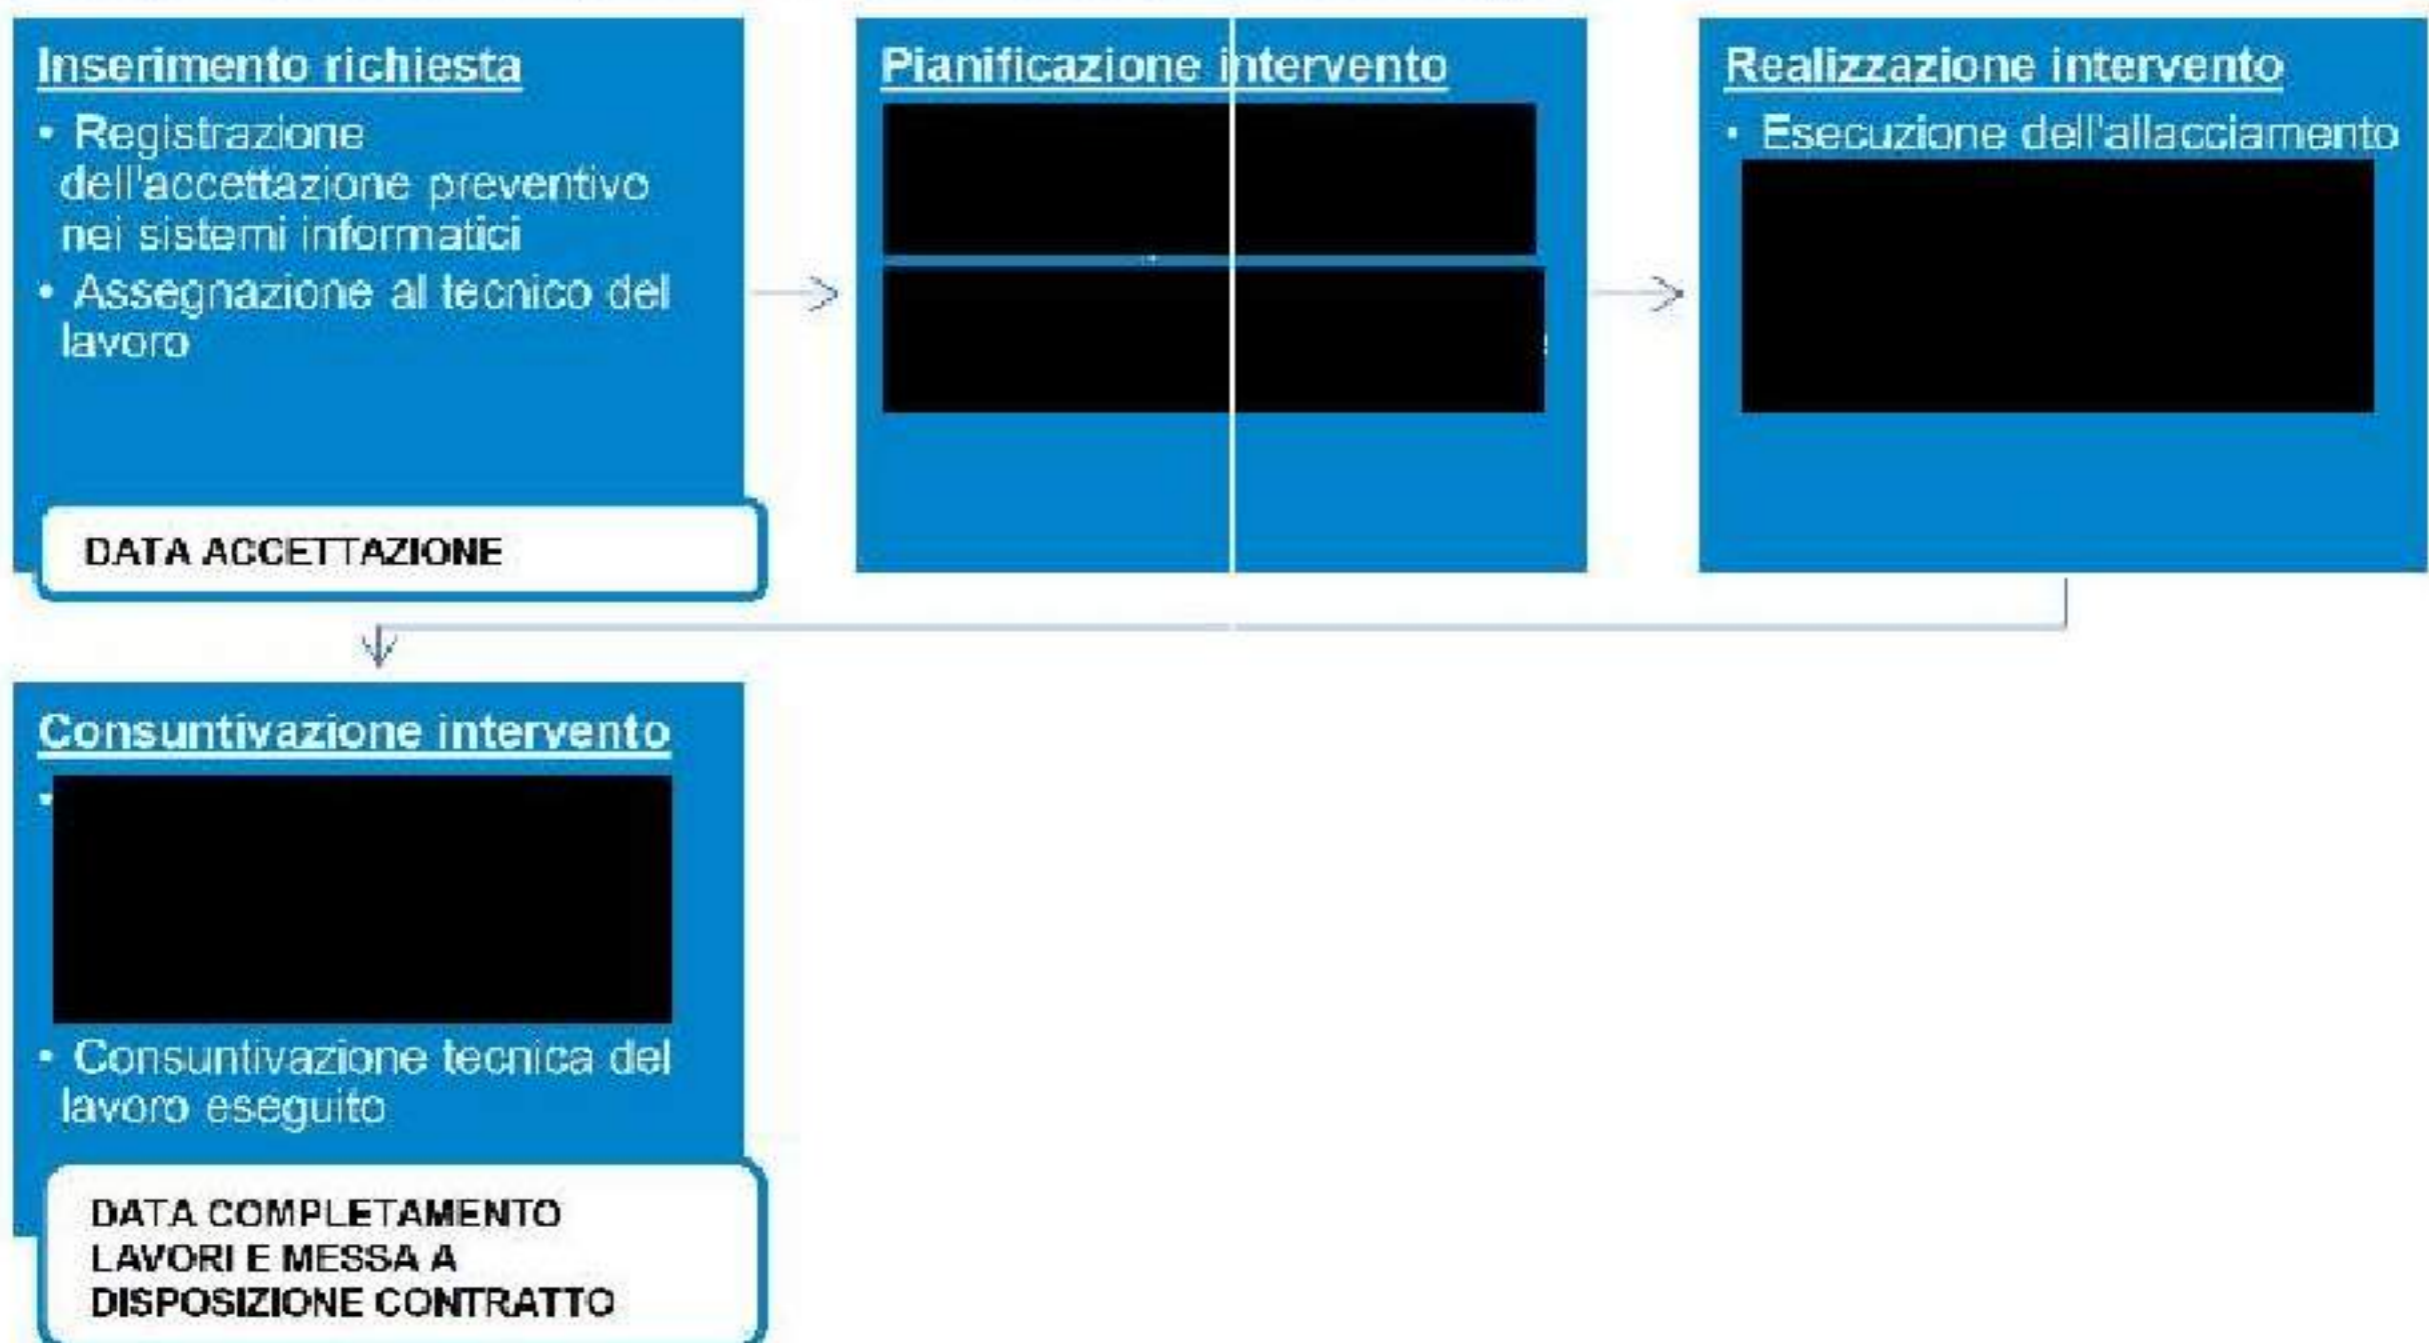 Inserimento richiesta
• Registrazione
dell'accettazione preventivo
nei sistemi informatici
• Assegnazione al tecnico del
lavoro
DATA ACCETTAZIONE
Pianificazione intervento
Realizzazione intervento
• Esecuzione dell'allacciamento
Consuntivazione intervento
•
• Consuntivazione tecnica del
lavoro eseguito
DATA COMPLETAMENTO
LAVORI E MESSA A
DISPOSIZIONE CONTRATTO